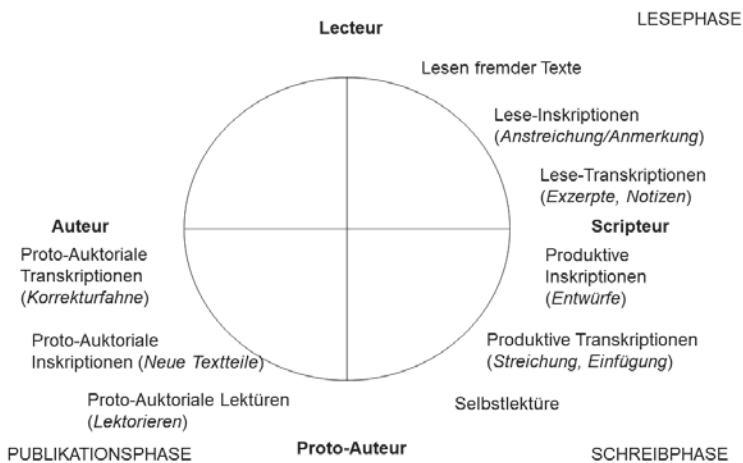 LESEPHASE
Lecteur
Lesen fremder Texte
Lese-Inskriptionen
(Anstreichung/Anmerkung)
Lese-Transkriptionen
(Exzerpte, Notizen)
Auteur
Scripteur
Proto-Auktoriale
Transkriptionen
(Korrekturfahne)
Produktive
Inskriptionen
(Entwürfe)
Proto-Auktoriale
Inskriptionen (Neue Textteile)
Produktive Transkriptionen
(Streichung, Einfügung)
Proto-Auktoriale Lektüren
(Lektorieren)
Selbstlektüre
PUBLIKATIONSPHASE
Proto-Auteur
SCHREIBPHASE